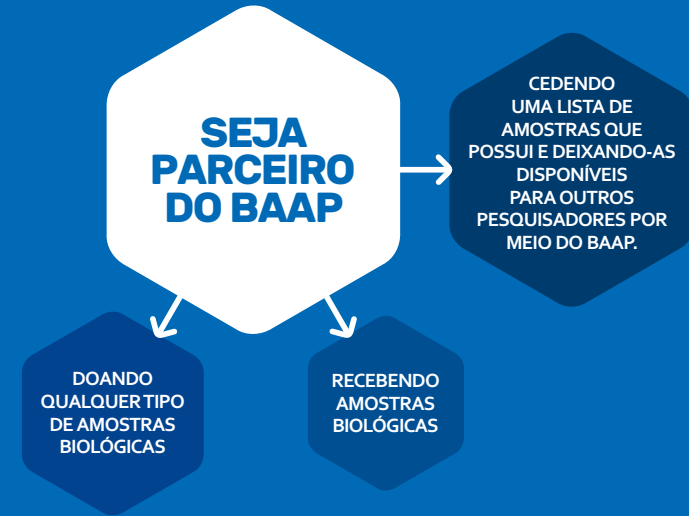 SEJA
PARCEIRO
DO BAAP
CEDENDO
UMA LISTA DE
AMOSTRAS QUE
POSSUI E DEIXANDO-AS
DISPONÍVEIS
PARA OUTROS
PESQUISADORES POR
MEIO DO BAAP.
DOANDO
QUALQUER TIPO
DE AMOSTRAS
BIOLÓGICAS
RECEBENDO
AMOSTRAS
BIOLÓGICAS